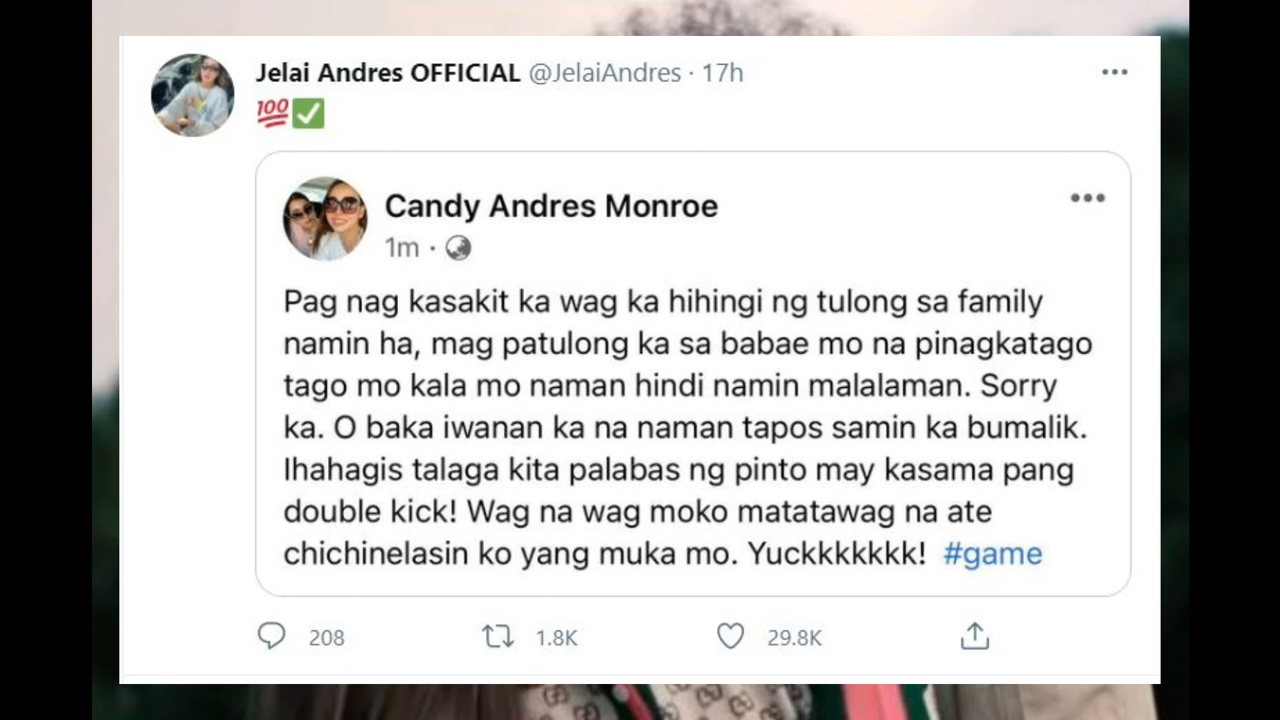 Jelai Andres OFFICIAL @JelaiAndres · 17h
💯✅
Candy Andres Monroe
1m ·
Pag nag kasakit ka wag ka hihingi ng tulong sa family
namin ha, mag patulong ka sa babae mo na pinagkatago
tago mo kala mo naman hindi namin malalaman. Sorry
ka. O baka iwanan ka na naman tapos samin ka bumalik.
Ihahagis talaga kita palabas ng pinto may kasama pang
double kick! Wag na wag moko matatawag na ate
chichinelasin ko yang muka mo. Yuckkkkkkk! #game
208 1.8K 29.8K